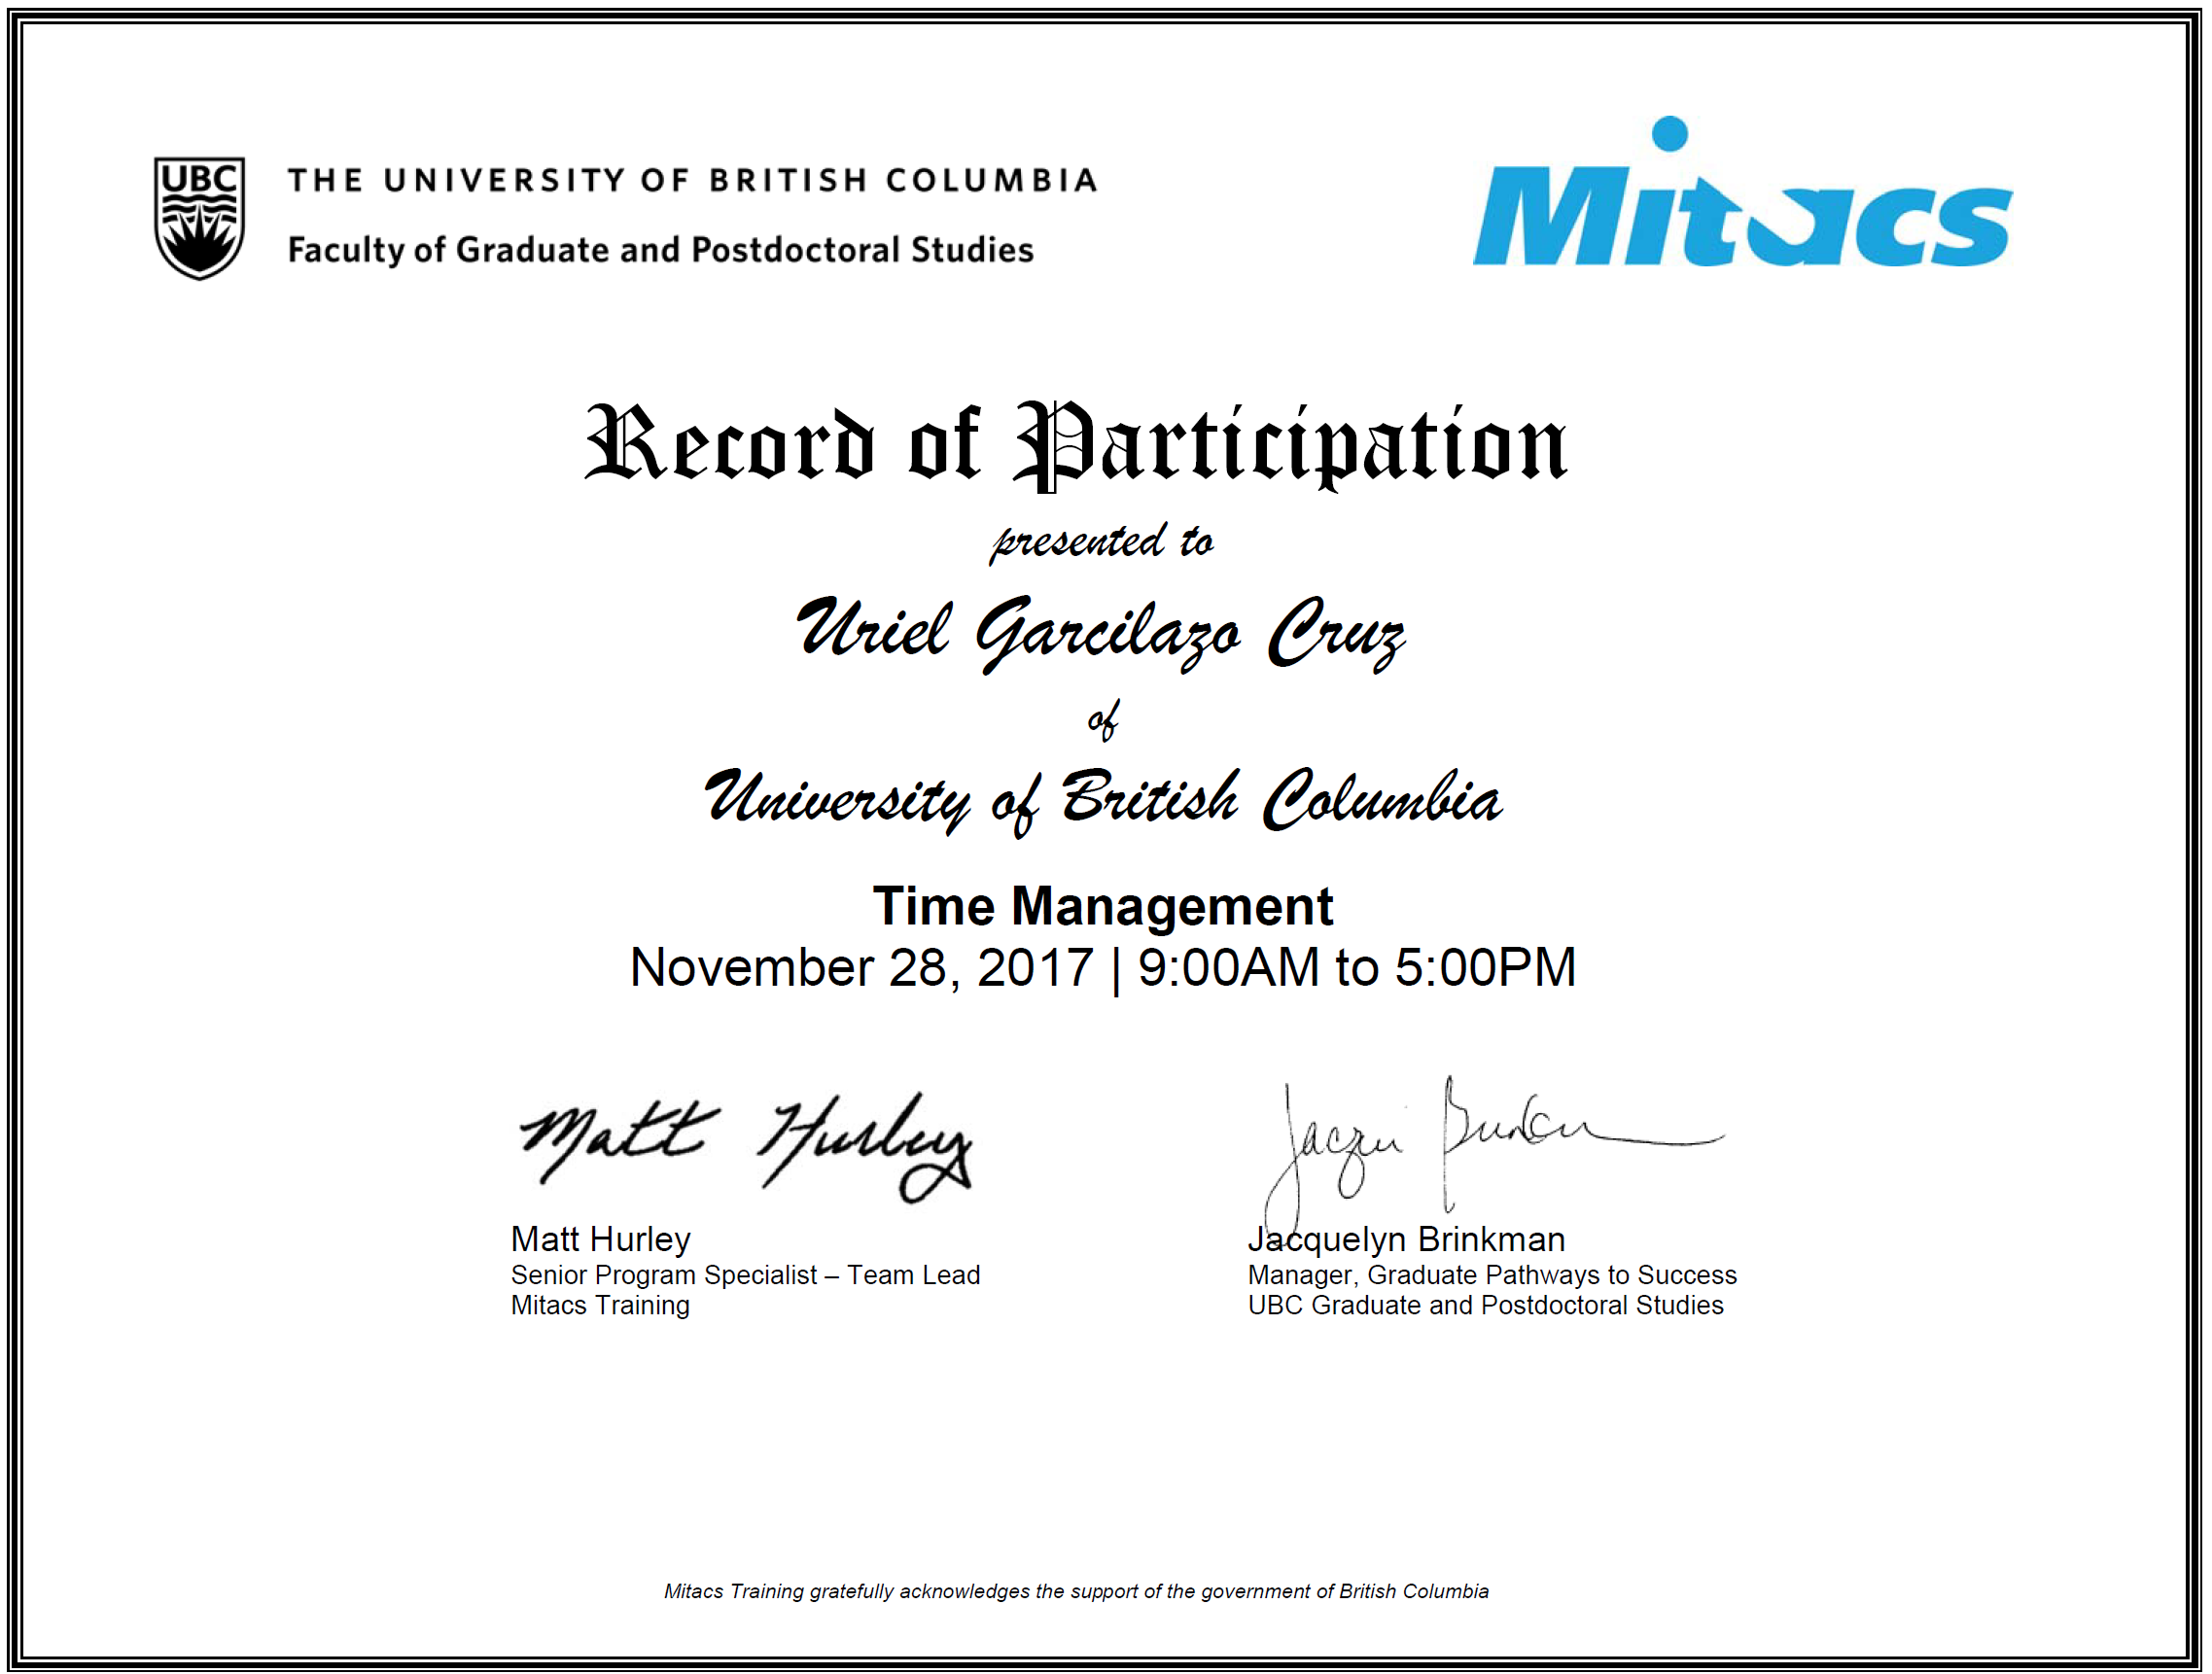 UBC
THE UNIVERSITY OF BRITISH COLUMBIA
Faculty of Graduate and Postdoctoral Studies
Mitacs
Record of Participation
presented to
Uriel Garcilazo Cruz
of
University of British Columbia
Time Management
November 28, 2017 | 9:00AM to 5:00PM
Matt Hurley
Jacqui Brinkman
Matt Hurley
Senior Program Specialist – Team Lead
Mitacs Training
Jacquelyn Brinkman
Manager, Graduate Pathways to Success
UBC Graduate and Postdoctoral Studies
Mitacs Training gratefully acknowledges the support of the government of British Columbia